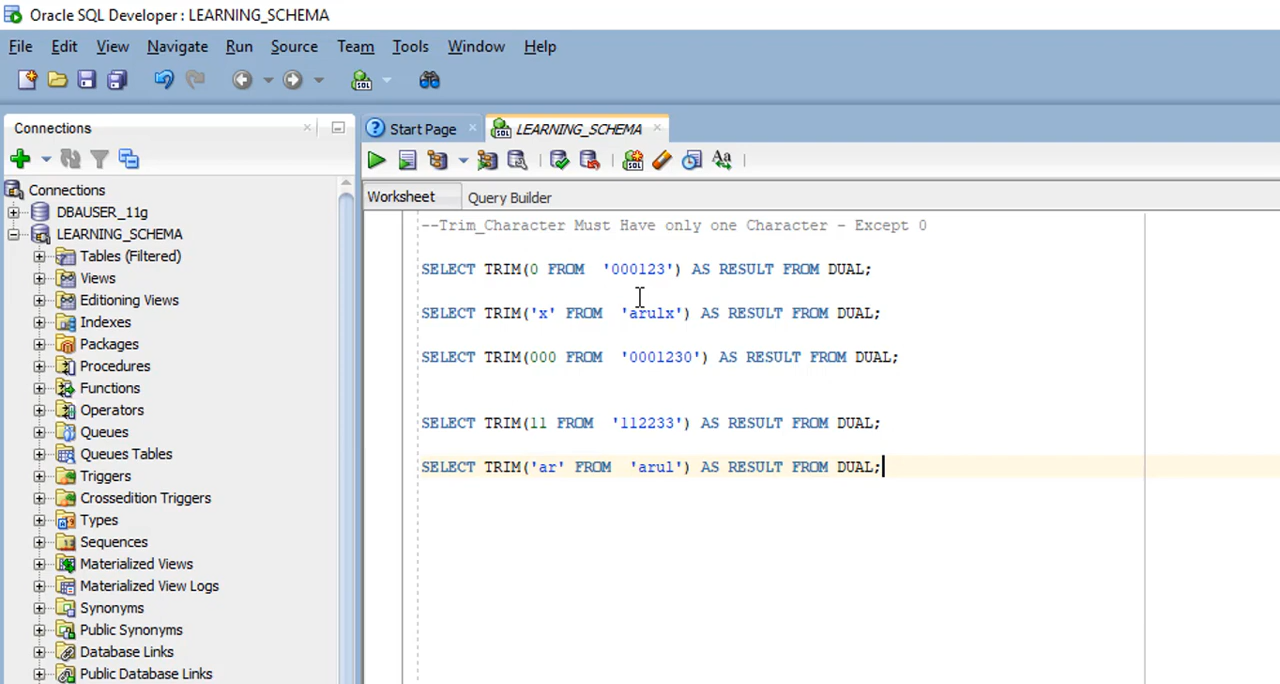 Oracle SQL Developer : LEARNING_SCHEMA
File Edit View Navigate Run Source Team Tools Window Help
Connections
Start Page
LEARNING_SCHEMA
Worksheet
Query Builder
Connections
DBAUSER_11g
LEARNING_SCHEMA
Tables (Filtered)
Views
Editioning Views
Indexes
Packages
Procedures
Functions
Operators
Queues
Queues Tables
Triggers
Crossedition Triggers
Types
Sequences
Materialized Views
Materialized View Logs
Synonyms
Public Synonyms
Database Links
Public Database Links
--Trim_Character Must Have only one Character - Except 0
SELECT TRIM(0 FROM  '000123') AS RESULT FROM DUAL;
SELECT TRIM('x' FROM  'arulx') AS RESULT FROM DUAL;
SELECT TRIM(000 FROM  '0001230') AS RESULT FROM DUAL;
SELECT TRIM(11 FROM  '112233') AS RESULT FROM DUAL;
SELECT TRIM('ar' FROM  'arul') AS RESULT FROM DUAL;